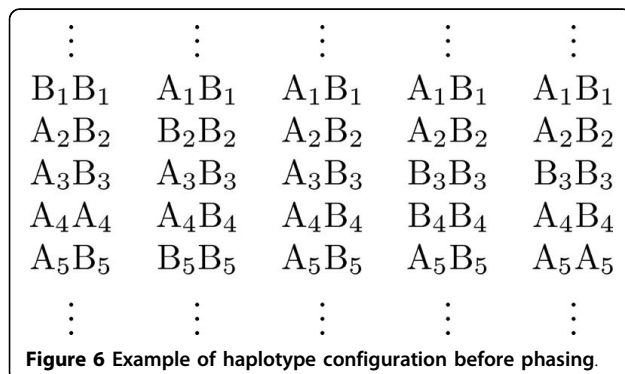 ⋮ ⋮ ⋮ ⋮ ⋮
B₁B₁ A₁B₁ A₁B₁ A₁B₁ A₁B₁
A₂B₂ B₂B₂ A₂B₂ A₂B₂ A₂B₂
A₃B₃ A₃B₃ A₃B₃ B₃B₃ B₃B₃
A₄A₄ A₄B₄ A₄B₄ B₄B₄ A₄B₄
A₅B₅ B₅B₅ A₅B₅ A₅B₅ A₅A₅
⋮ ⋮ ⋮ ⋮ ⋮
Figure 6 Example of haplotype configuration before phasing.